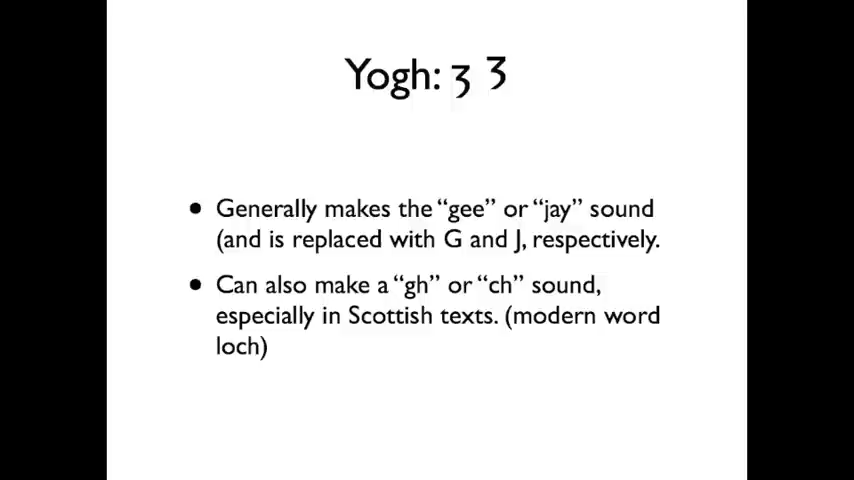 Yogh: ȝ Ȝ
• Generally makes the “gee” or “jay” sound
(and is replaced with G and J, respectively.
• Can also make a “gh” or “ch” sound,
especially in Scottish texts. (modern word
loch)